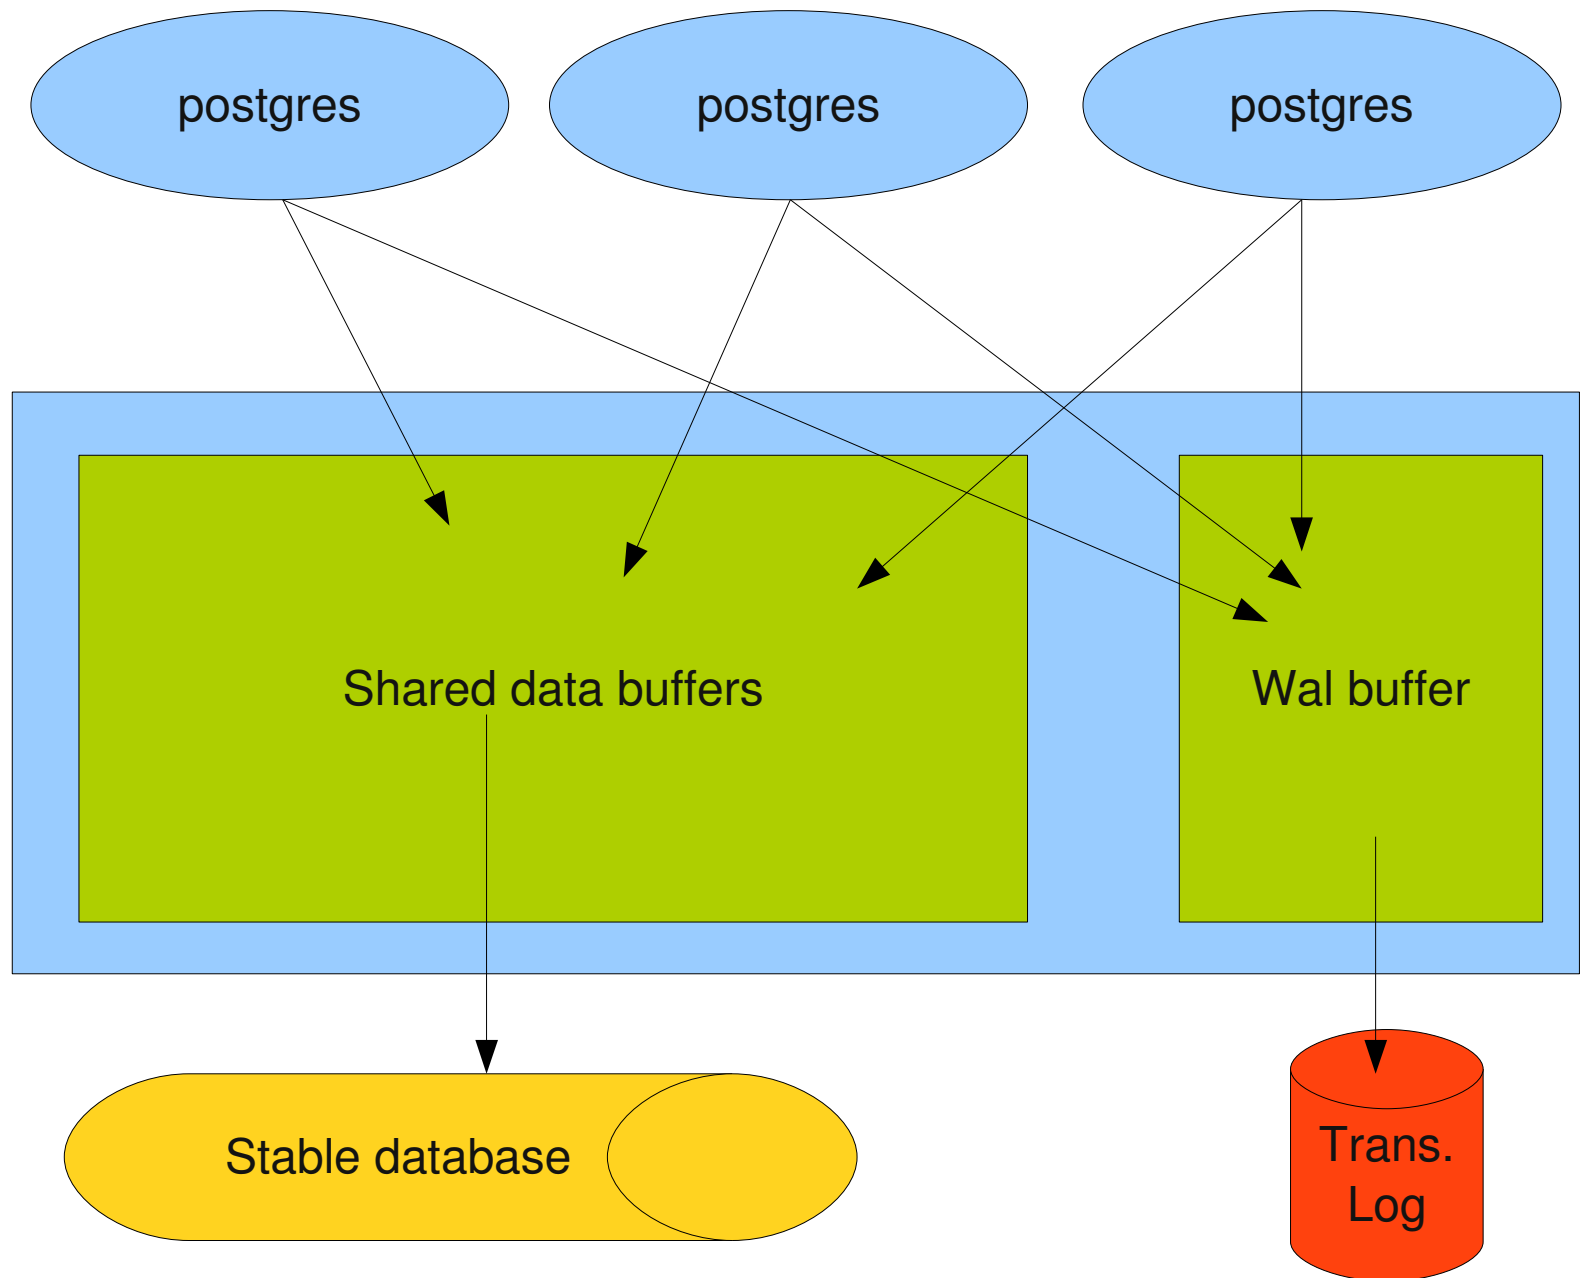 postgres
postgres
postgres
Shared data buffers
Wal buffer
Stable database
Trans.
Log